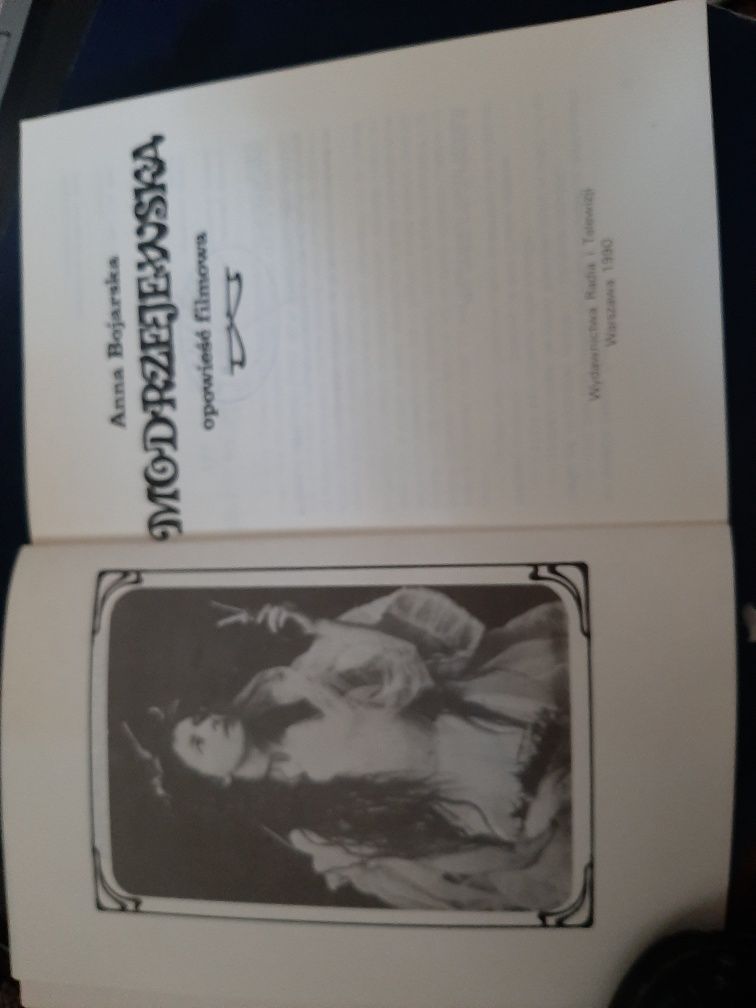 Anna Bojarska
MODRZEJEWSKA
opowieść filmowa
Wydawnictwa Radia i Telewizji
Warszawa 1990